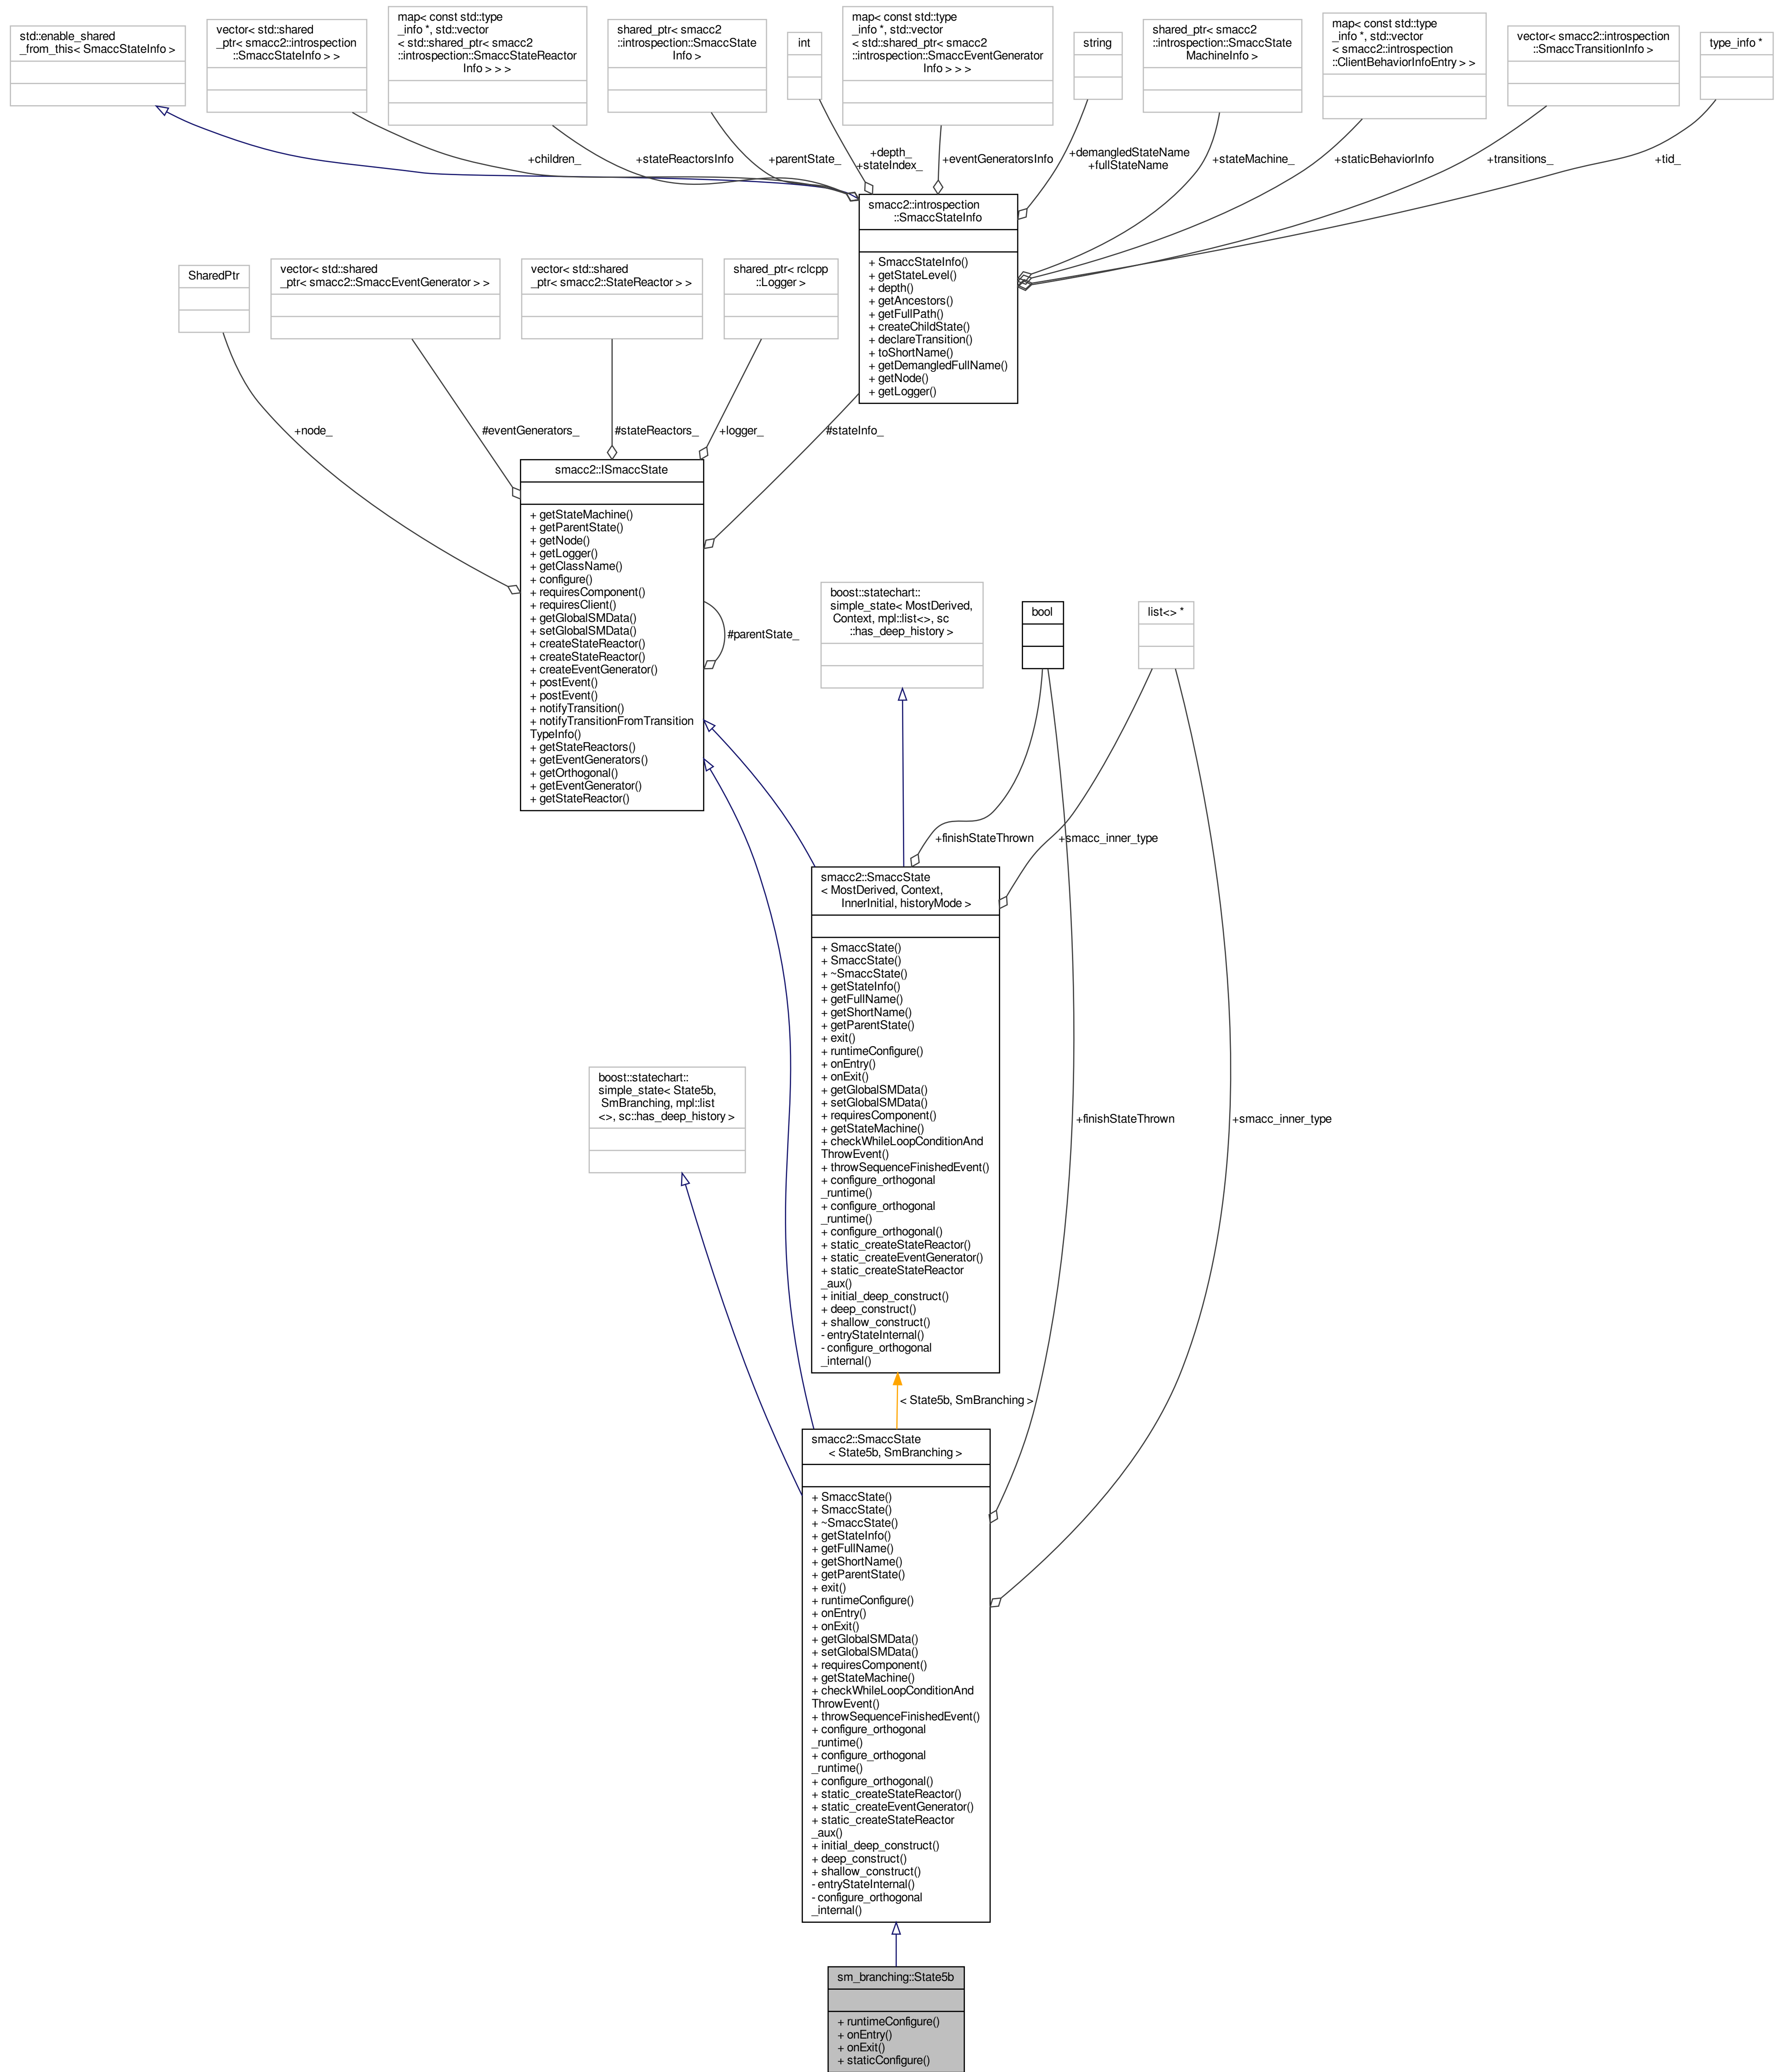 std::enable_shared
_from_this< SmaccStateInfo >
vector< std::shared
_ptr< smacc2::introspection
::SmaccStateInfo > >
map< const std::type
_info *, std::vector
< std::shared_ptr< smacc2
::introspection::SmaccStateReactor
Info > > >
shared_ptr< smacc2
::introspection::SmaccState
Info >
int
map< const std::type
_info *, std::vector
< std::shared_ptr< smacc2
::introspection::SmaccEventGenerator
Info > > >
string
shared_ptr< smacc2
::introspection::SmaccState
MachineInfo >
map< const std::type
_info *, std::vector
< smacc2::introspection
::ClientBehaviorInfoEntry > >
vector< smacc2::introspection
::SmaccTransitionInfo >
type_info *
+children_
+stateReactorsInfo
+parentState_
+depth_
+stateIndex_
+eventGeneratorsInfo
+demangledStateName
+fullStateName
+stateMachine_
+staticBehaviorInfo
+transitions_
+tid_
smacc2::introspection
::SmaccStateInfo
+ SmaccStateInfo()
+ getStateLevel()
+ depth()
+ getAncestors()
+ getFullPath()
+ createChildState()
+ declareTransition()
+ toShortName()
+ getDemangledFullName()
+ getNode()
+ getLogger()
SharedPtr
vector< std::shared
_ptr< smacc2::SmaccEventGenerator > >
vector< std::shared
_ptr< smacc2::StateReactor > >
shared_ptr< rclcpp
::Logger >
+node_
#eventGenerators_
#stateReactors_
+logger_
#stateInfo_
smacc2::ISmaccState
+ getStateMachine()
+ getParentState()
+ getNode()
+ getLogger()
+ getClassName()
+ configure()
+ requiresComponent()
+ requiresClient()
+ getGlobalSMData()
+ setGlobalSMData()
+ createStateReactor()
+ createStateReactor()
+ createEventGenerator()
+ postEvent()
+ postEvent()
+ notifyTransition()
+ notifyTransitionFromTransition
TypeInfo()
+ getStateReactors()
+ getEventGenerators()
+ getOrthogonal()
+ getEventGenerator()
+ getStateReactor()
#parentState_
boost::statechart::
simple_state< MostDerived,
Context, mpl::list<>, sc
::has_deep_history >
bool
list<> *
+finishStateThrown
+smacc_inner_type
smacc2::SmaccState
< MostDerived, Context,
InnerInitial, historyMode >
+ SmaccState()
+ SmaccState()
+ ~SmaccState()
+ getStateInfo()
+ getFullName()
+ getShortName()
+ getParentState()
+ exit()
+ runtimeConfigure()
+ onEntry()
+ onExit()
+ getGlobalSMData()
+ setGlobalSMData()
+ requiresComponent()
+ getStateMachine()
+ checkWhileLoopConditionAnd
ThrowEvent()
+ throwSequenceFinishedEvent()
+ configure_orthogonal
_runtime()
+ configure_orthogonal
_runtime()
+ configure_orthogonal()
+ static_createStateReactor()
+ static_createEventGenerator()
+ static_createStateReactor
_aux()
+ initial_deep_construct()
+ deep_construct()
+ shallow_construct()
- entryStateInternal()
- configure_orthogonal
_internal()
boost::statechart::
simple_state< State5b,
SmBranching, mpl::list
<>, sc::has_deep_history >
+finishStateThrown
+smacc_inner_type
< State5b, SmBranching >
smacc2::SmaccState
< State5b, SmBranching >
+ SmaccState()
+ SmaccState()
+ ~SmaccState()
+ getStateInfo()
+ getFullName()
+ getShortName()
+ getParentState()
+ exit()
+ runtimeConfigure()
+ onEntry()
+ onExit()
+ getGlobalSMData()
+ setGlobalSMData()
+ requiresComponent()
+ getStateMachine()
+ checkWhileLoopConditionAnd
ThrowEvent()
+ throwSequenceFinishedEvent()
+ configure_orthogonal
_runtime()
+ configure_orthogonal
_runtime()
+ configure_orthogonal()
+ static_createStateReactor()
+ static_createEventGenerator()
+ static_createStateReactor
_aux()
+ initial_deep_construct()
+ deep_construct()
+ shallow_construct()
- entryStateInternal()
- configure_orthogonal
_internal()
sm_branching::State5b
+ runtimeConfigure()
+ onEntry()
+ onExit()
+ staticConfigure()